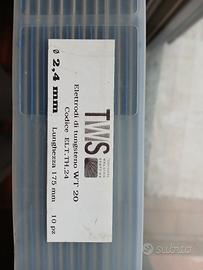 Ø 2,4 mm
Elettrodi di tungsteno WT 20
Codice ELT.TH.24
Lunghezza 175 mm 10 pz
TWS
subito